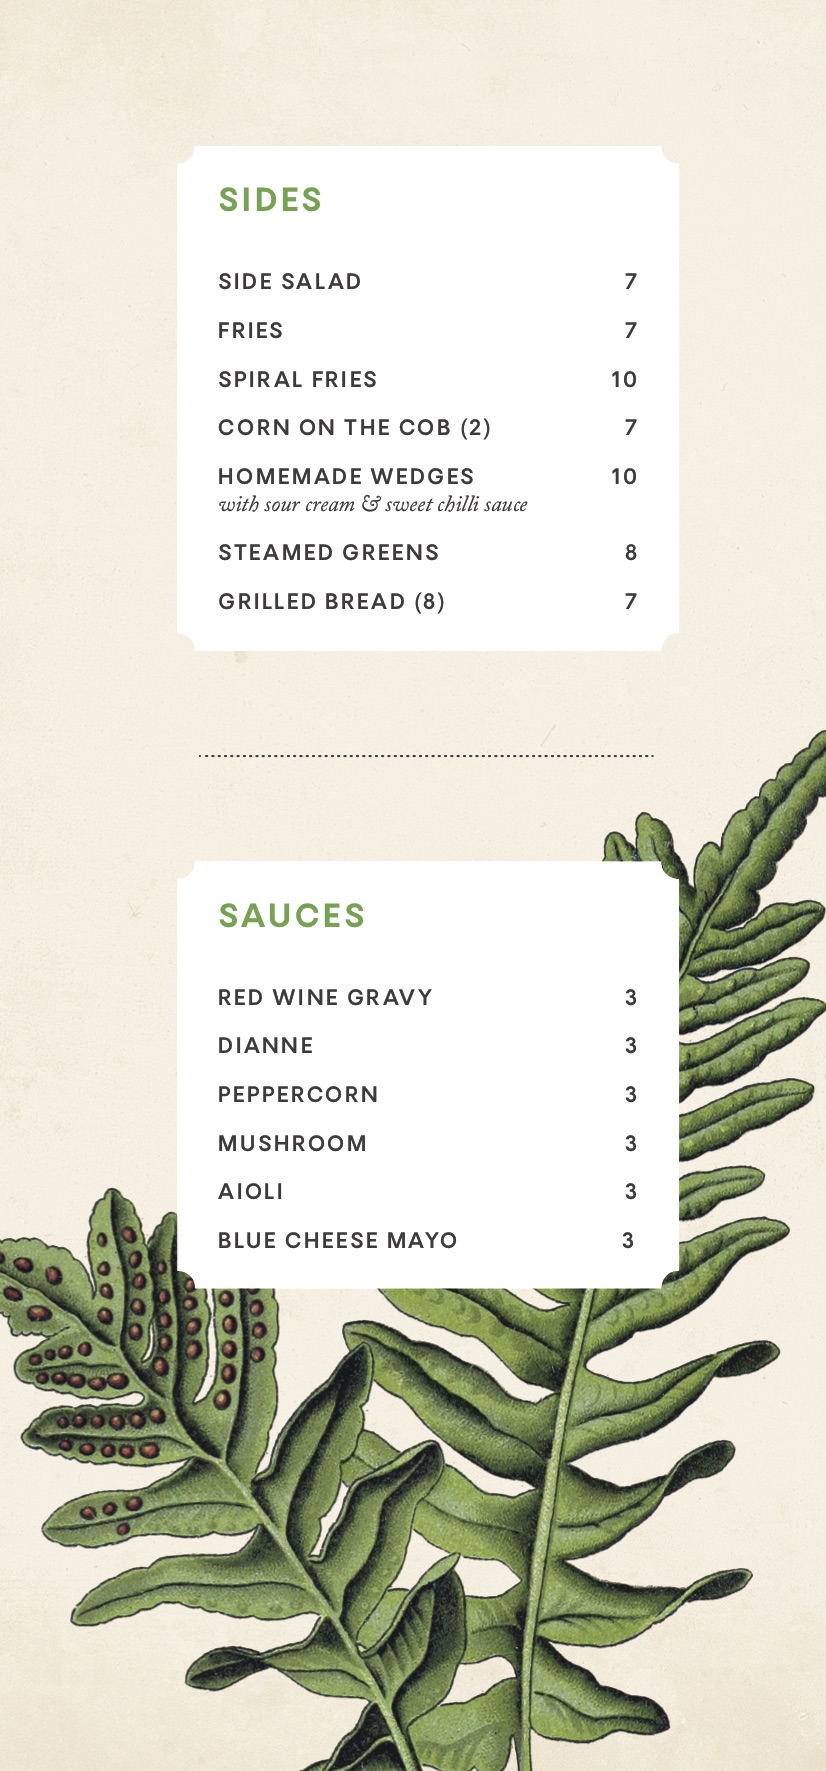 SIDES
SIDE SALAD 7
FRIES 7
SPIRAL FRIES 10
CORN ON THE COB (2) 7
HOMEMADE WEDGES 10
with sour cream & sweet chilli sauce
STEAMED GREENS 8
GRILLED BREAD (8) 7
SAUCES
RED WINE GRAVY 3
DIANNE 3
PEPPERCORN 3
MUSHROOM 3
AIOLI 3
BLUE CHEESE MAYO 3